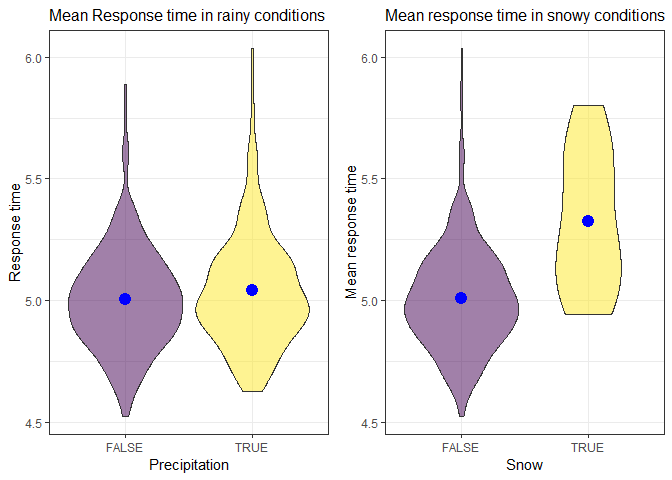 Mean Response time in rainy conditions
Response time
6.0
5.5
5.0
4.5
FALSE TRUE
Precipitation
Mean response time in snowy conditions
Mean response time
6.0
5.5
5.0
4.5
FALSE TRUE
Snow